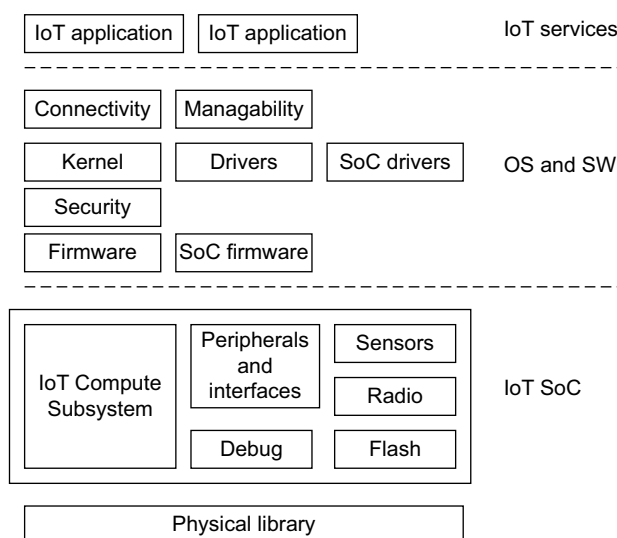 IoT application IoT application IoT services
Connectivity Managability
Kernel Drivers SoC drivers OS and SW
Security
Firmware SoC firmware
IoT Compute
Subsystem
Peripherals
and
interfaces
Sensors
Radio
Debug
Flash
IoT SoC
Physical library